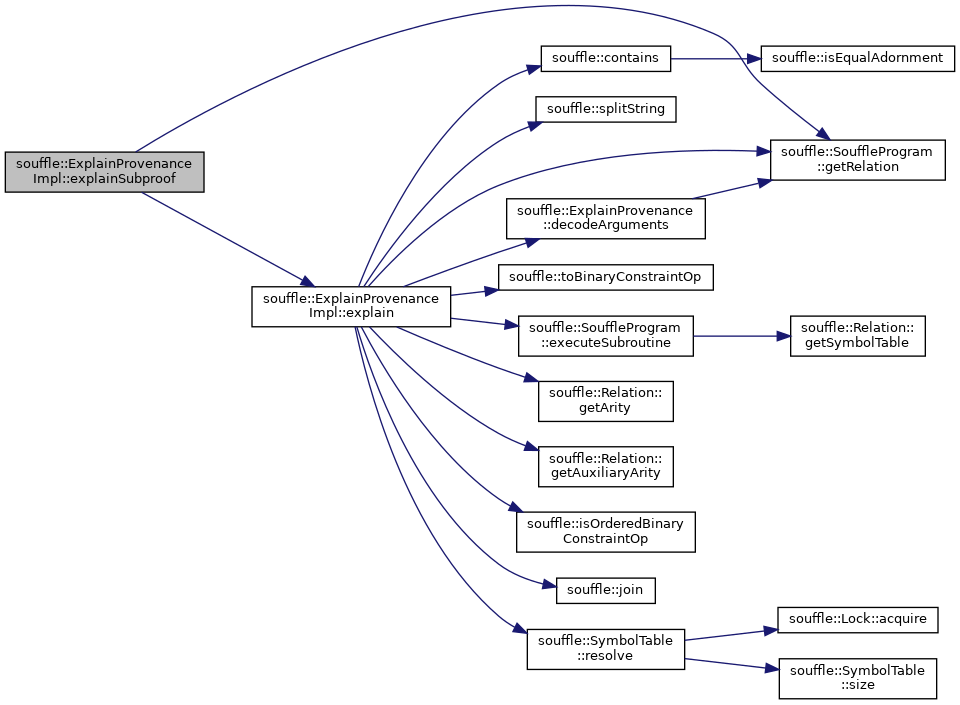 souffle::ExplainProvenance
Impl::explainSubproof
souffle::ExplainProvenance
Impl::explain
souffle::contains
souffle::isEqualAdornment
souffle::splitString
souffle::SouffleProgram
::getRelation
souffle::ExplainProvenance
::decodeArguments
souffle::toBinaryConstraintOp
souffle::SouffleProgram
::executeSubroutine
souffle::Relation::
getSymbolTable
souffle::Relation::
getArity
souffle::Relation::
getAuxiliaryArity
souffle::isOrderedBinary
ConstraintOp
souffle::join
souffle::SymbolTable
::resolve
souffle::Lock::acquire
souffle::SymbolTable
::size